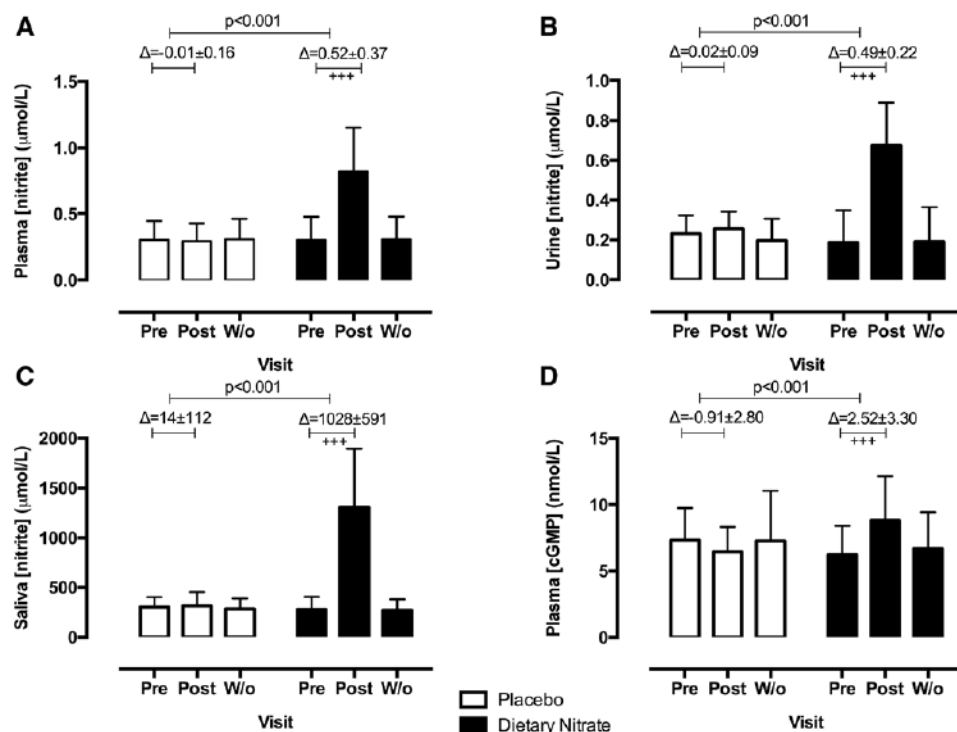 A
p<0.001
Δ=-0.01±0.16 Δ=0.52±0.37
+++
Plasma [nitrite] (μmol/L)
1.5
1.0
0.5
0.0
Pre Post W/o Pre Post W/o
Visit
B
p<0.001
Δ=0.02±0.09 Δ=0.49±0.22
+++
Urine [nitrite] (μmol/L)
1.0
0.8
0.6
0.4
0.2
0.0
Pre Post W/o Pre Post W/o
Visit
C
p<0.001
Δ=14±112 Δ=1028±591
+++
Saliva [nitrite] (μmol/L)
2000
1500
1000
500
0
Pre Post W/o Pre Post W/o
Visit
D
p<0.001
Δ=-0.91±2.80 Δ=2.52±3.30
+++
Plasma [cGMP] (nmol/L)
15
10
5
0
Pre Post W/o Pre Post W/o
Visit
Placebo
Dietary Nitrate